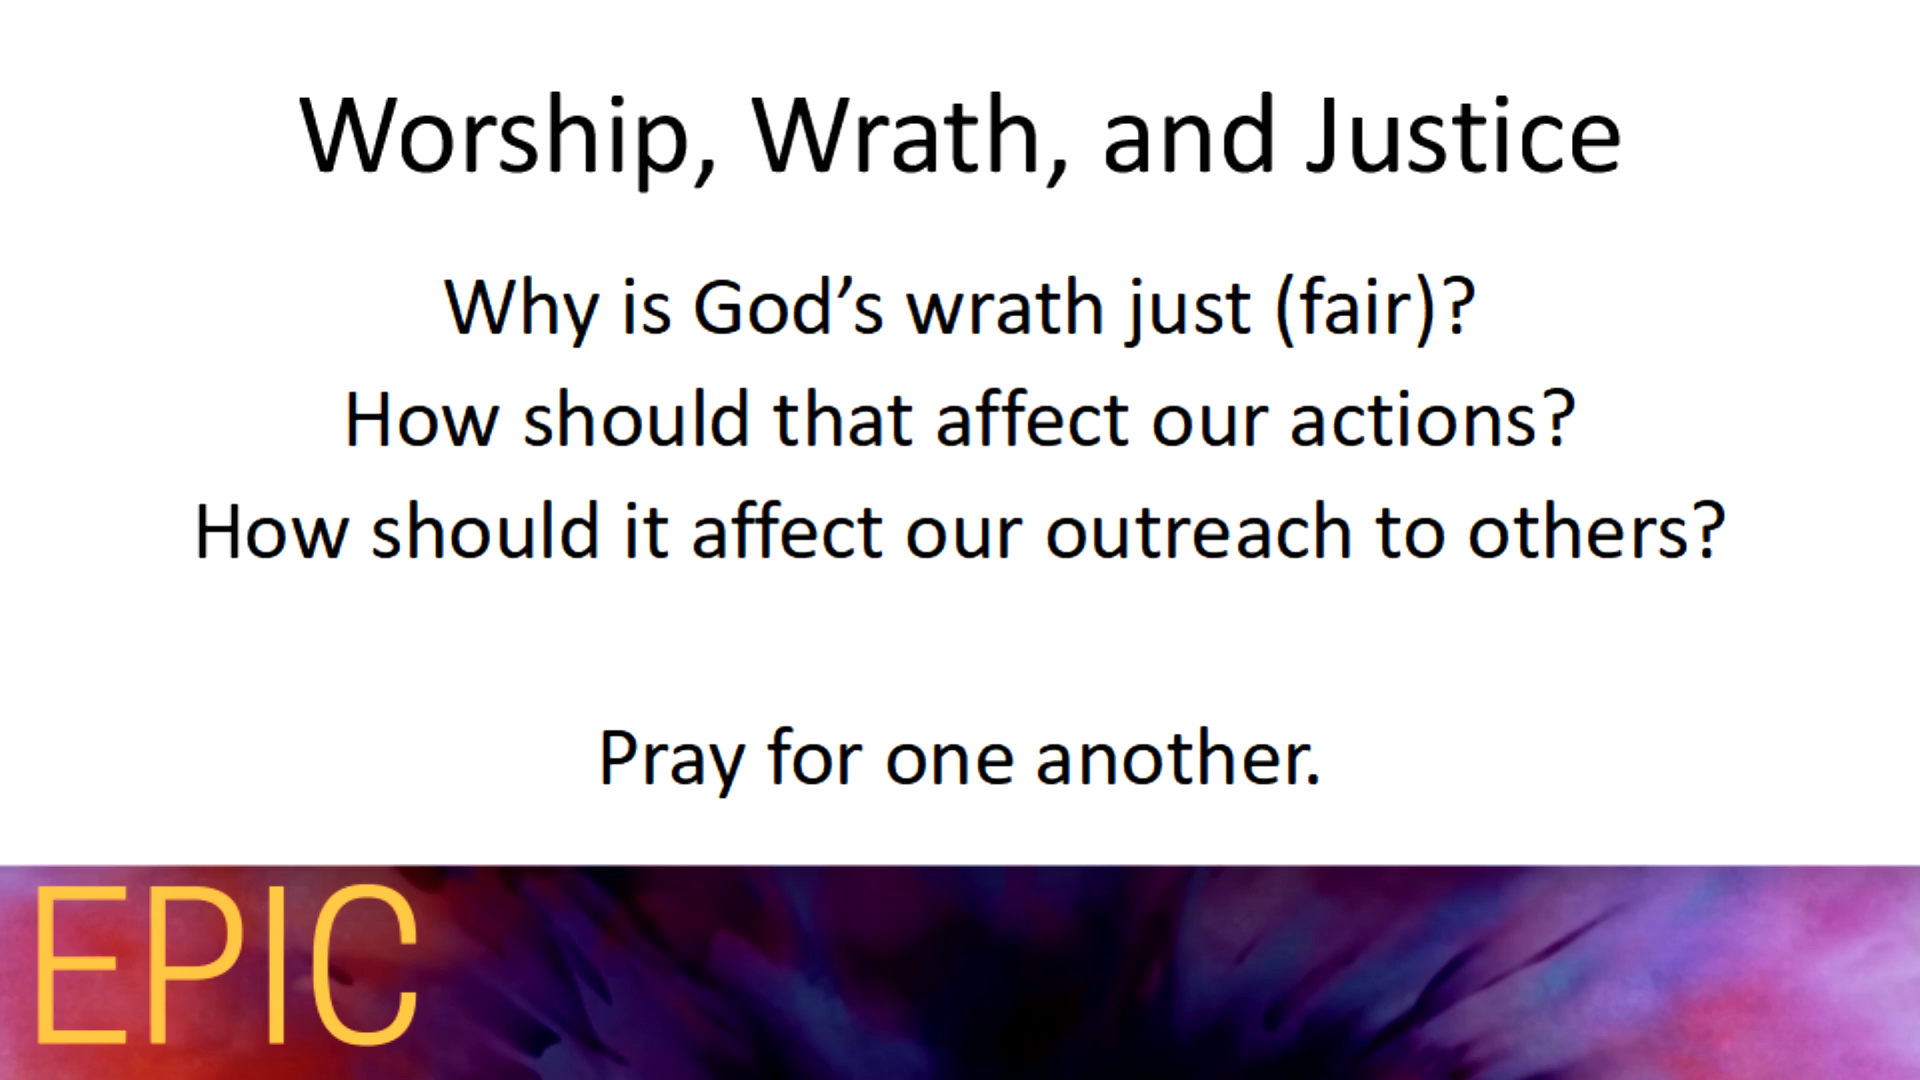 Worship, Wrath, and Justice
Why is God’s wrath just (fair)?
How should that affect our actions?
How should it affect our outreach to others?
Pray for one another.
EPIC